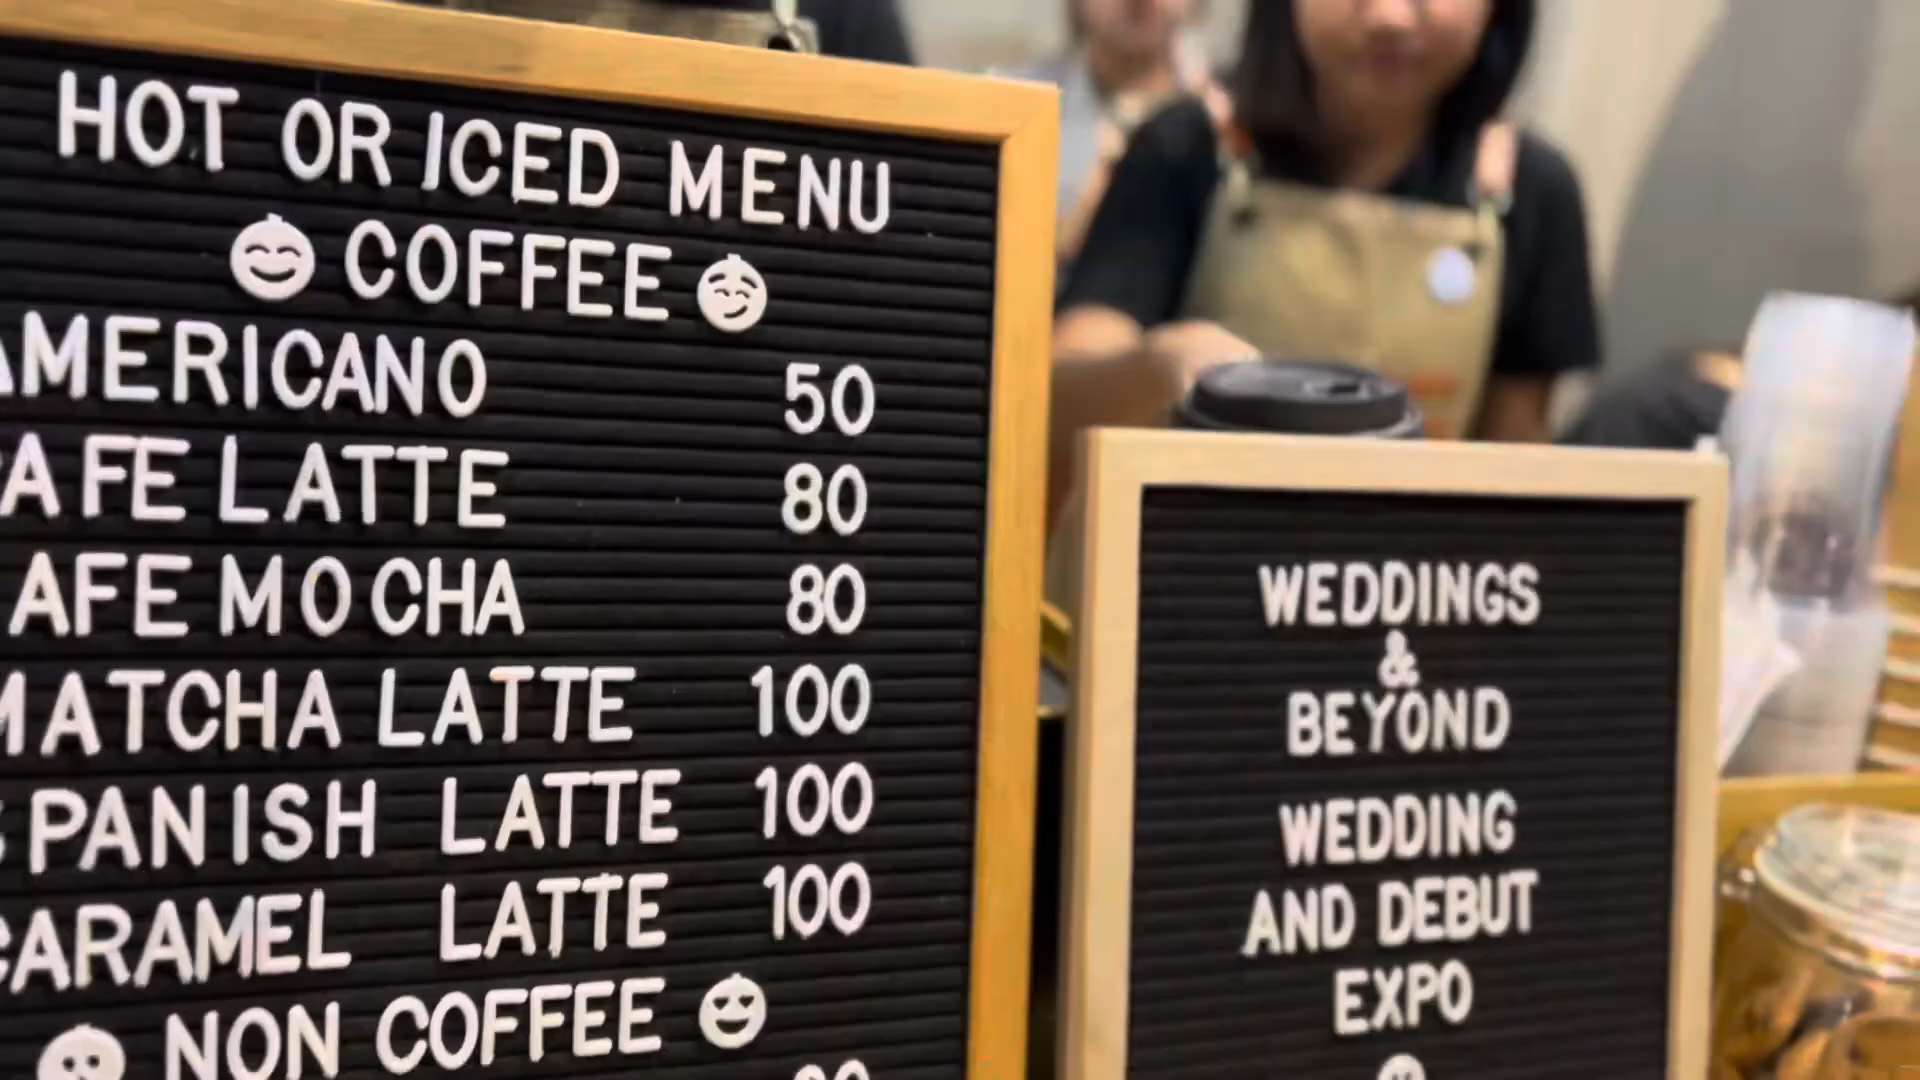 HOT OR ICED MENU
COFFEE
AMERICANO 50
AFE LATTE 80
AFE MOCHA 80
MATCHA LATTE 100
SPANISH LATTE 100
CARAMEL LATTE 100
NON COFFEE
WEDDINGS
&
BEYOND
WEDDING
AND DEBUT
EXPO